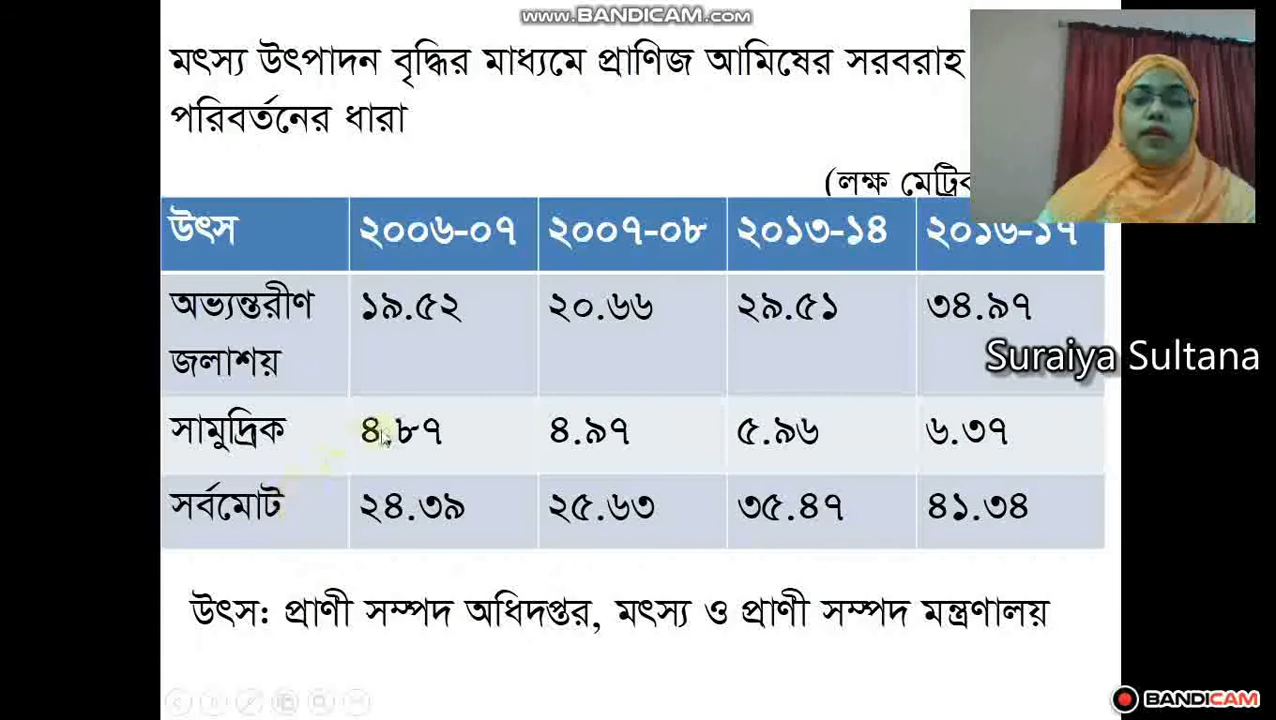 www.BANDICAM.com
মৎস্য উৎপাদন বৃদ্ধির মাধ্যমে প্রাণিজ আমিষের সরবরাহ
পরিবর্তনের ধারা
(লক্ষ
উৎস ২০০৬-০৭ ২০০৭-০৮ ২০১৩-১৪ ২০১৬-১৭
অভ্যন্তরীণ ১৯.৫২ ২০.৬৬ ২৯.৫১ ৩৪.৯৭
জলাশয়
Suraiya Sultana
সামুদ্রিক ৪.৮৭ ৪.৯৭ ৫.৯৬ ৬.৩৭
সর্বমোট ২৪.৩৯ ২৫.৬৩ ৩৫.৪৭ ৪১.৩৪
উৎস: প্রাণী সম্পদ অধিদপ্তর, মৎস্য ও প্রাণী সম্পদ মন্ত্রণালয়
BANDICAM